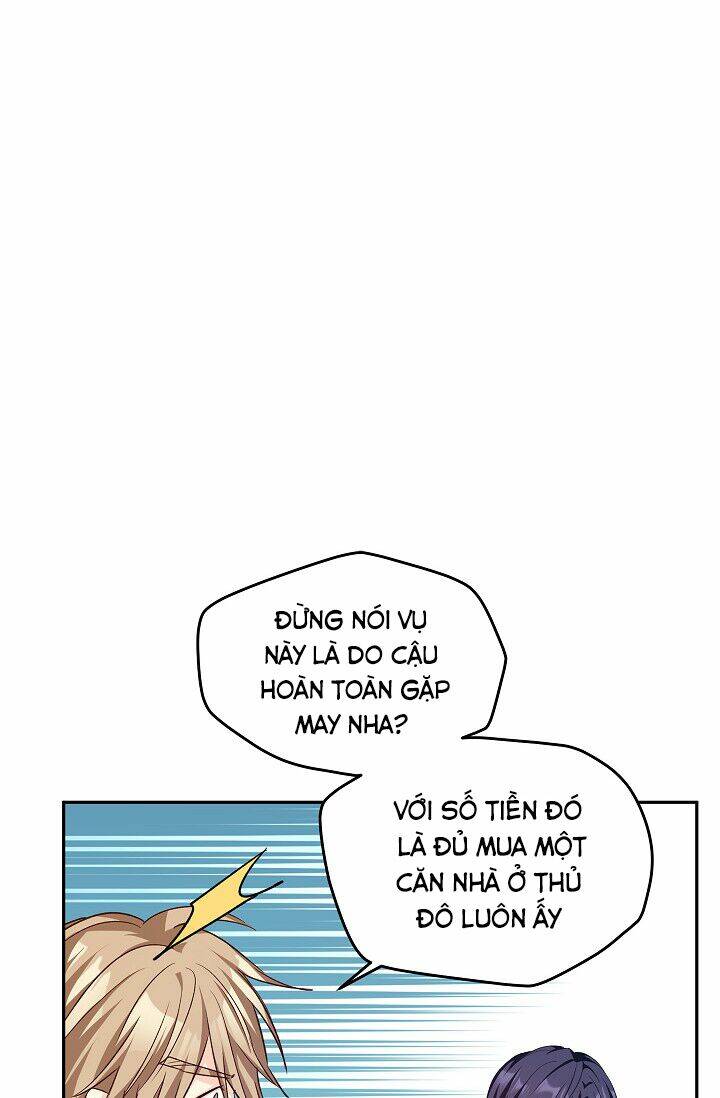 ĐỪNG NÓI VỤ
NÀY LÀ DO CẬU
HOÀN TOÀN GẶP
MAY NHA?
VỚI SỐ TIỀN ĐÓ
LÀ ĐỦ MUA MỘT
CĂN NHÀ Ở THỦ
ĐÔ LUÔN ẤY